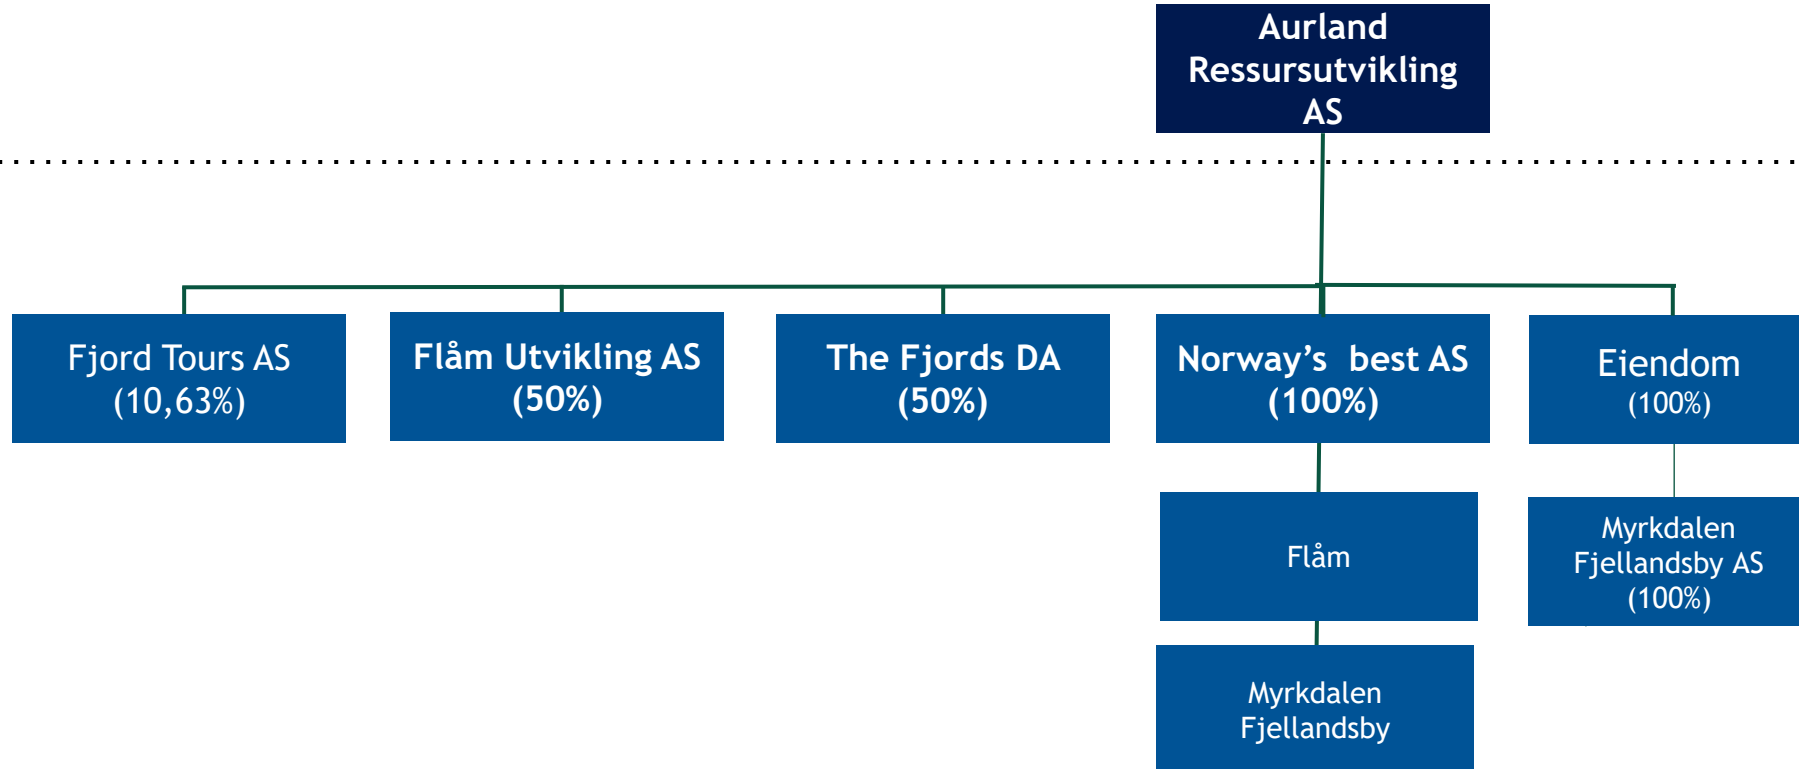 Aurland
Ressursutvikling
AS
Fjord Tours AS
(10,63%)
Flåm Utvikling AS
(50%)
The Fjords DA
(50%)
Norway’s best AS
(100%)
Eiendom
(100%)
Flåm
Myrkdalen
Fjellandsby AS
(100%)
Myrkdalen
Fjellandsby